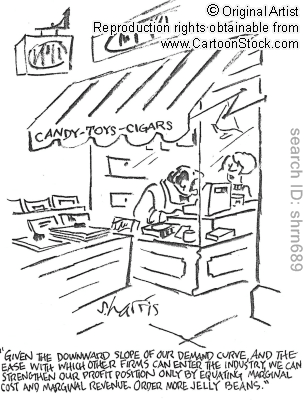 © Original Artist
Reproduction rights obtainable from
www.CartoonStock.com
CANDY-TOYS-CIGARS
search ID: shrn689
S.Harris
"GIVEN THE DOWNWARD SLOPE OF OUR DEMAND CURVE, AND THE
EASE WITH WHICH OTHER FIRMS CAN ENTER THE INDUSTRY, WE CAN
STRENGTHEN OUR PROFIT POSITION ONLY BY EQUATING MARGINAL
COST AND MARGINAL REVENUE. ORDER MORE JELLY BEANS."